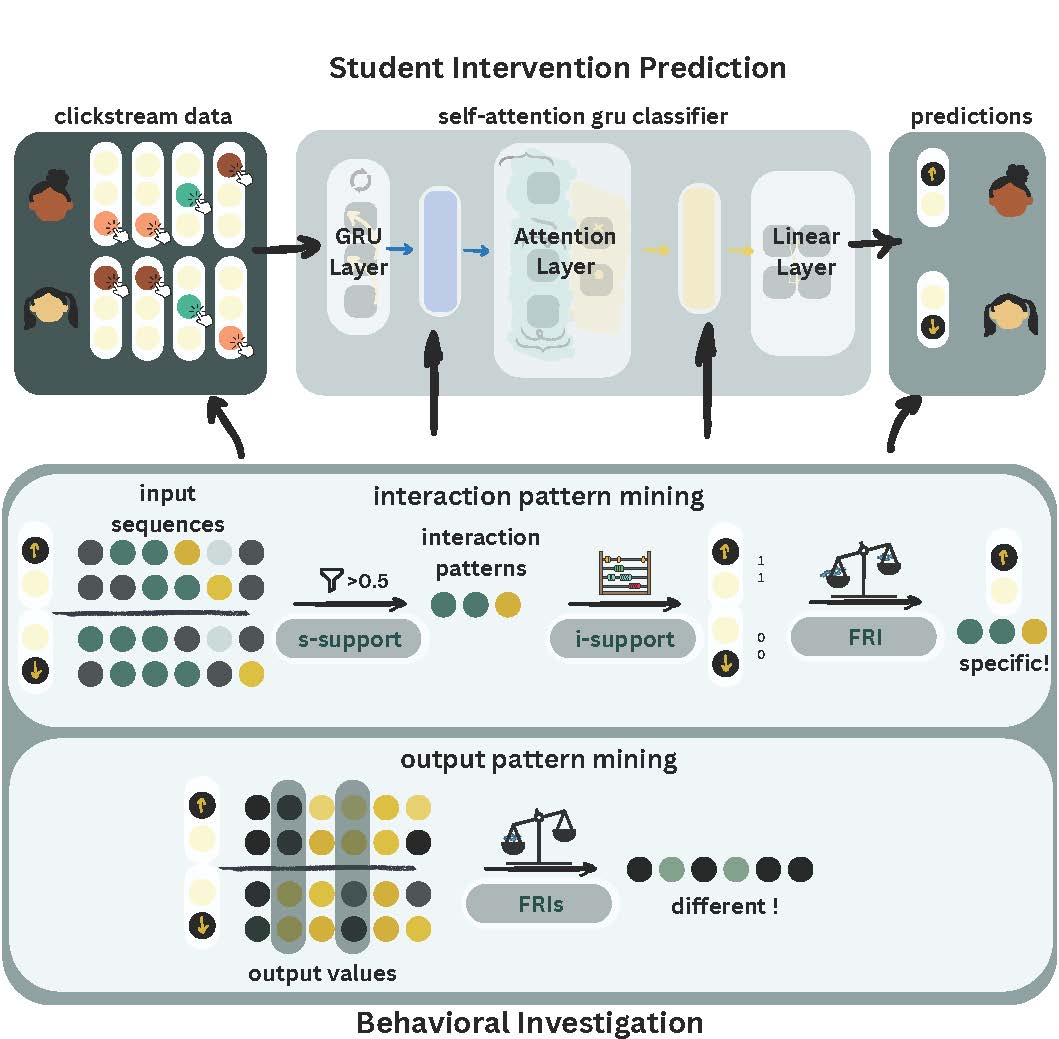 Student Intervention Prediction
clickstream data
self-attention gru classifier
predictions
GRU
Layer
Attention
Layer
Linear
Layer
interaction pattern mining
input
sequences
interaction
patterns
>0.5
s-support
i-support
1
1
0
0
FRI
specific!
output pattern mining
FRIs
different !
output values
Behavioral Investigation